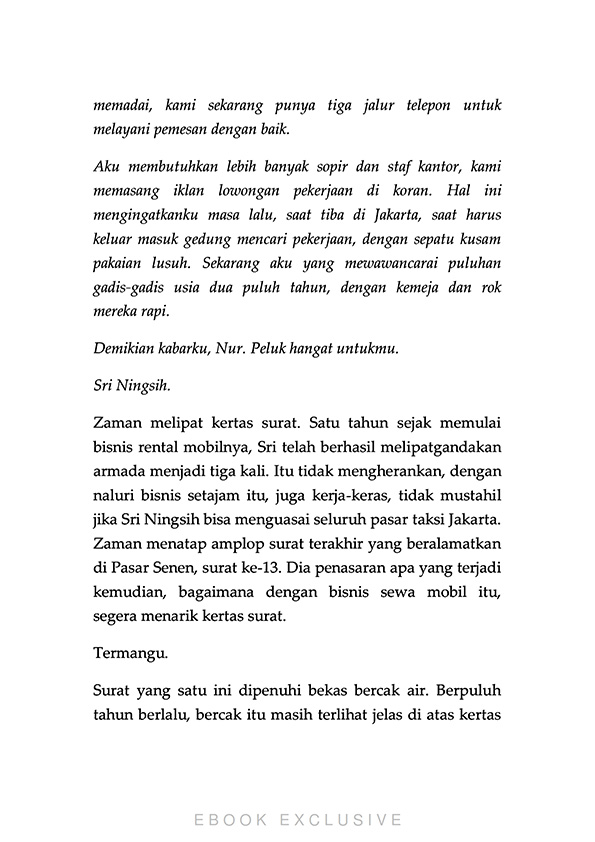 memadai, kami sekarang punya tiga jalur telepon untuk
melayani pemesan dengan baik.
Aku membutuhkan lebih banyak sopir dan staf kantor, kami
memasang iklan lowongan pekerjaan di koran. Hal ini
mengingatkanku masa lalu, saat tiba di Jakarta, saat harus
keluar masuk gedung mencari pekerjaan, dengan sepatu kusam
pakaian lusuh. Sekarang aku yang mewawancarai puluhan
gadis-gadis usia dua puluh tahun, dengan kemeja dan rok
mereka rapi.
Demikian kabarku, Nur. Peluk hangat untukmu.
Sri Ningsih.
Zaman melipat kertas surat. Satu tahun sejak memulai
bisnis rental mobilnya, Sri telah berhasil melipatgandakan
armada menjadi tiga kali. Itu tidak mengherankan, dengan
naluri bisnis setajam itu, juga kerja-keras, tidak mustahil
jika Sri Ningsih bisa menguasai seluruh pasar taksi Jakarta.
Zaman menatap amplop surat terakhir yang beralamatkan
di Pasar Senen, surat ke-13. Dia penasaran apa yang terjadi
kemudian, bagaimana dengan bisnis sewa mobil itu,
segera menarik kertas surat.
Termangu.
Surat yang satu ini dipenuhi bekas bercak air. Berpuluh
tahun berlalu, bercak itu masih terlihat jelas di atas kertas
EBOOK EXCLUSIVE